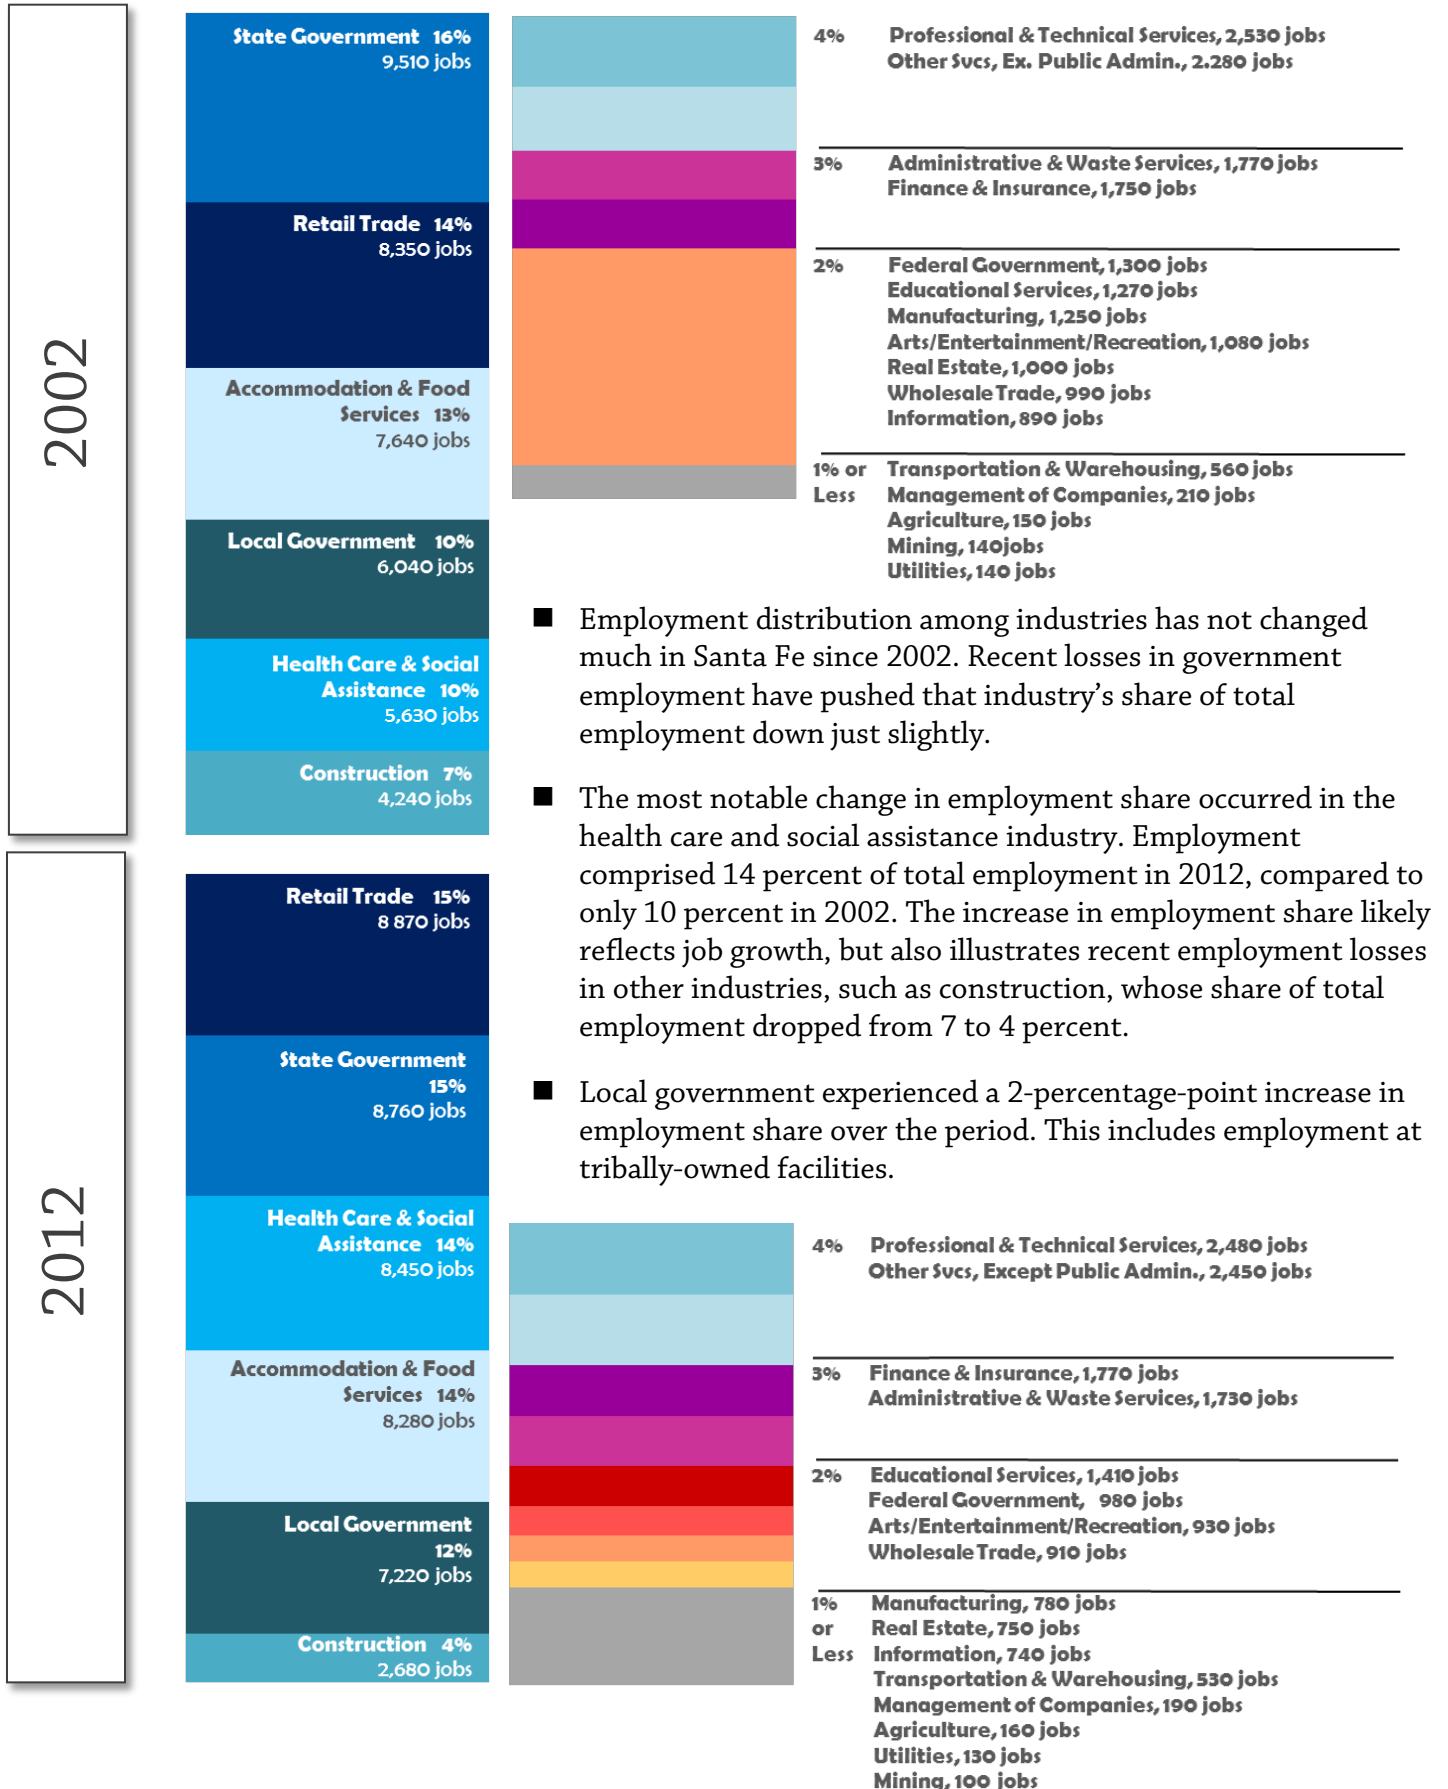 2002
State Government 16%
9,510 jobs
Retail Trade 14%
8,350 jobs
Accommodation & Food
Services 13%
7,640 jobs
Local Government 10%
6,040 jobs
Health Care & Social
Assistance 10%
5,630 jobs
Construction 7%
4,240 jobs
4% Professional & Technical Services, 2,530 jobs
Other Svcs, Ex. Public Admin., 2.280 jobs
3% Administrative & Waste Services, 1,770 jobs
Finance & Insurance, 1,750 jobs
2% Federal Government, 1,300 jobs
Educational Services, 1,270 jobs
Manufacturing, 1,250 jobs
Arts/Entertainment/Recreation, 1,080 jobs
Real Estate, 1,000 jobs
Wholesale Trade, 990 jobs
Information, 890 jobs
1% or Transportation & Warehousing, 560 jobs
Less Management of Companies, 210 jobs
Agriculture, 150 jobs
Mining, 140jobs
Utilities, 140 jobs
■ Employment distribution among industries has not changed
much in Santa Fe since 2002. Recent losses in government
employment have pushed that industry’s share of total
employment down just slightly.
■ The most notable change in employment share occurred in the
health care and social assistance industry. Employment
comprised 14 percent of total employment in 2012, compared to
only 10 percent in 2002. The increase in employment share likely
reflects job growth, but also illustrates recent employment losses
in other industries, such as construction, whose share of total
employment dropped from 7 to 4 percent.
■ Local government experienced a 2-percentage-point increase in
employment share over the period. This includes employment at
tribally-owned facilities.
2012
Retail Trade 15%
8 870 jobs
State Government
15%
8,760 jobs
Health Care & Social
Assistance 14%
8,450 jobs
Accommodation & Food
Services 14%
8,280 jobs
Local Government
12%
7,220 jobs
Construction 4%
2,680 jobs
4% Professional & Technical Services, 2,480 jobs
Other Svcs, Except Public Admin., 2,450 jobs
3% Finance & Insurance, 1,770 jobs
Administrative & Waste Services, 1,730 jobs
2% Educational Services, 1,410 jobs
Federal Government, 980 jobs
Arts/Entertainment/Recreation, 930 jobs
Wholesale Trade, 910 jobs
1% Manufacturing, 780 jobs
or Real Estate, 750 jobs
Less Information, 740 jobs
Transportation & Warehousing, 530 jobs
Management of Companies, 190 jobs
Agriculture, 160 jobs
Utilities, 130 jobs
Mining, 100 jobs